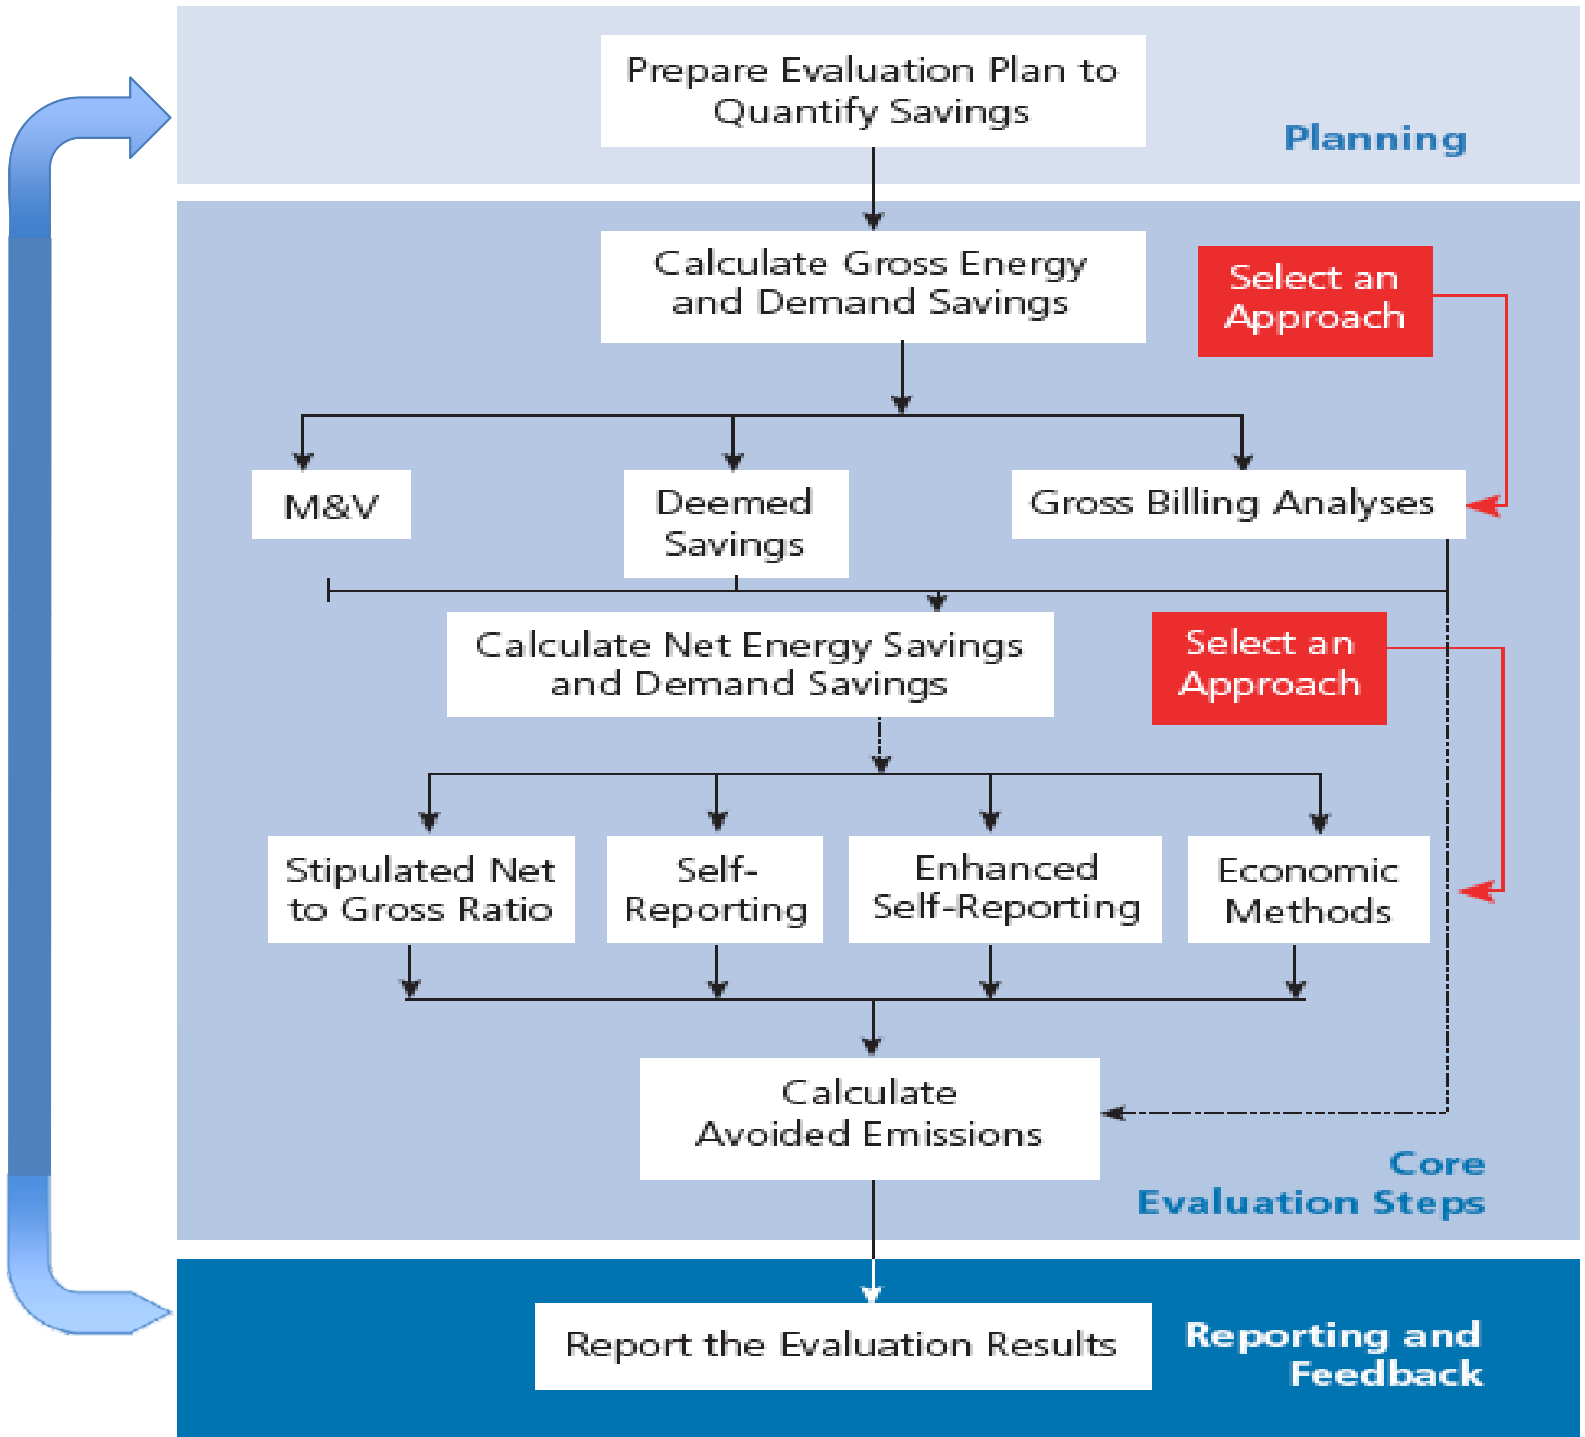 Prepare Evaluation Plan to
Quantify Savings
Planning
Calculate Gross Energy
and Demand Savings
Select an
Approach
M&V
Deemed
Savings
Gross Billing Analyses
Calculate Net Energy Savings
and Demand Savings
Select an
Approach
Stipulated Net
to Gross Ratio
Self-
Reporting
Enhanced
Self-Reporting
Economic
Methods
Calculate
Avoided Emissions
Core
Evaluation Steps
Report the Evaluation Results
Reporting and
Feedback